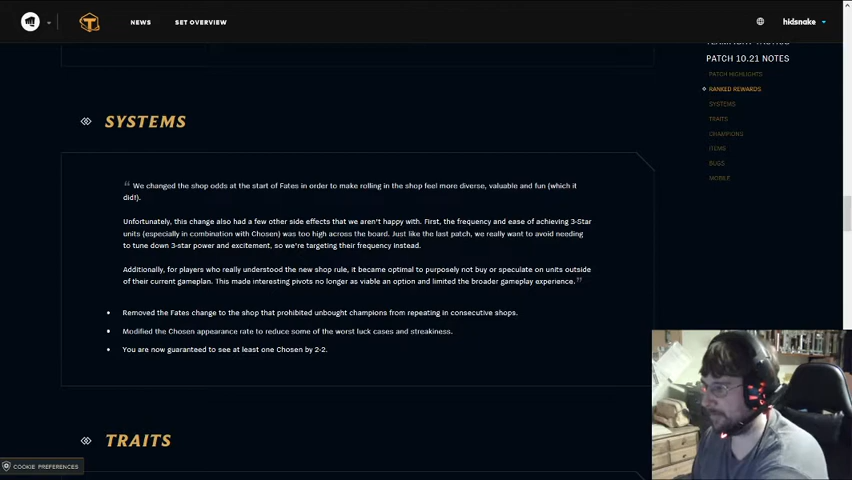 NEWS
SET OVERVIEW
hidsnake
PATCH 10.21 NOTES
PATCH HIGHLIGHTS
RANKED REWARDS
SYSTEMS
TRAITS
CHAMPIONS
ITEMS
BUGS
MOBILE
SYSTEMS
" We changed the shop odds at the start of Fates in order to make rolling in the shop feel more diverse, valuable and fun (which it
did!).
Unfortunately, this change also had a few other side effects that we aren't happy with. First, the frequency and ease of achieving 3-Star
units (especially in combination with Chosen) was too high across the board. Just like the last patch, we really want to avoid needing
to tune down 3-star power and excitement, so we're targeting their frequency instead.
Additionally, for players who really understood the new shop rule, it became optimal to purposely not buy or speculate on units outside
of their current gameplan. This made interesting pivots no longer as viable an option and limited the broader gameplay experience. "
• Removed the Fates change to the shop that prohibited unbought champions from repeating in consecutive shops.
• Modified the Chosen appearance rate to reduce some of the worst luck cases and streakiness.
• You are now guaranteed to see at least one Chosen by 2-2.
TRAITS
COOKIE PREFERENCES